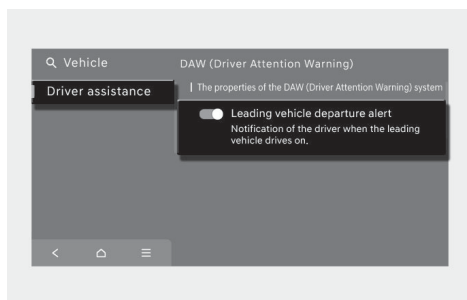 Vehicle
DAW (Driver Attention Warning)
Driver assistance
The properties of the DAW (Driver Attention Warning) system
Leading vehicle departure alert
Notification of the driver when the leading
vehicle drives on.